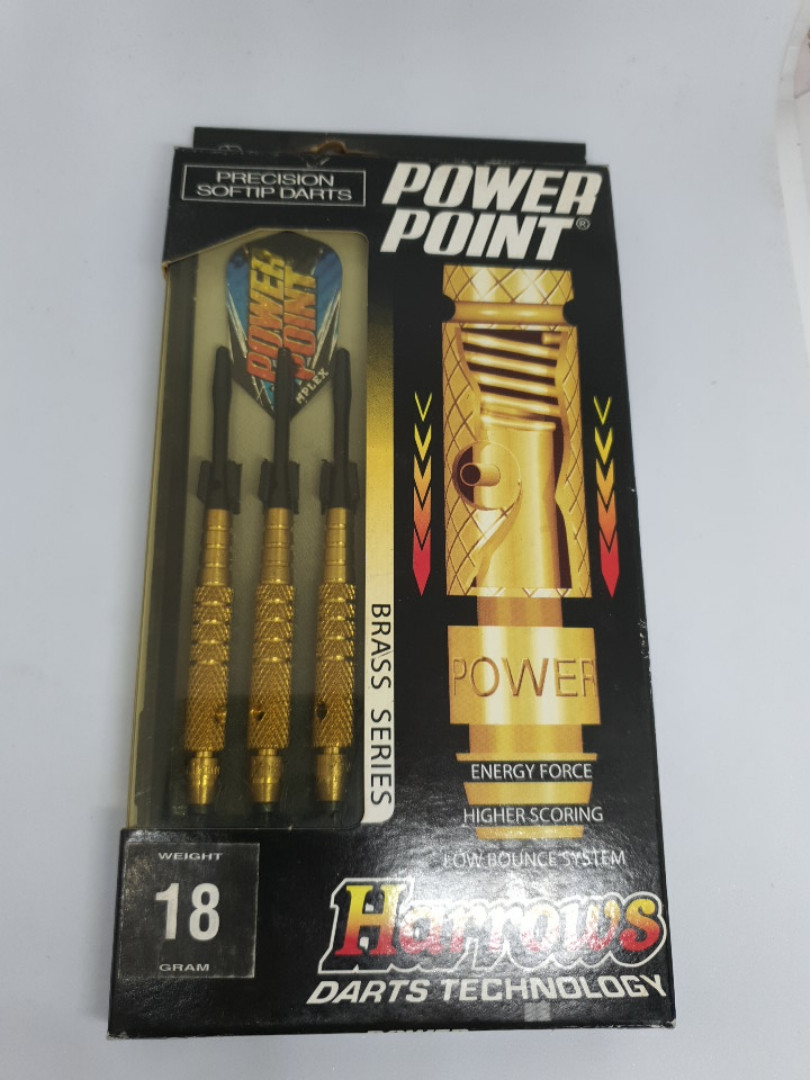 PRECISION
SOFTIP DARTS
POWER
POINT®
POWER
POINT
MPLEX
BRASS SERIES
POWER
ENERGY FORCE
HIGHER SCORING
LOW BOUNCE SYSTEM
WEIGHT
18
GRAM
Harrows
DARTS TECHNOLOGY